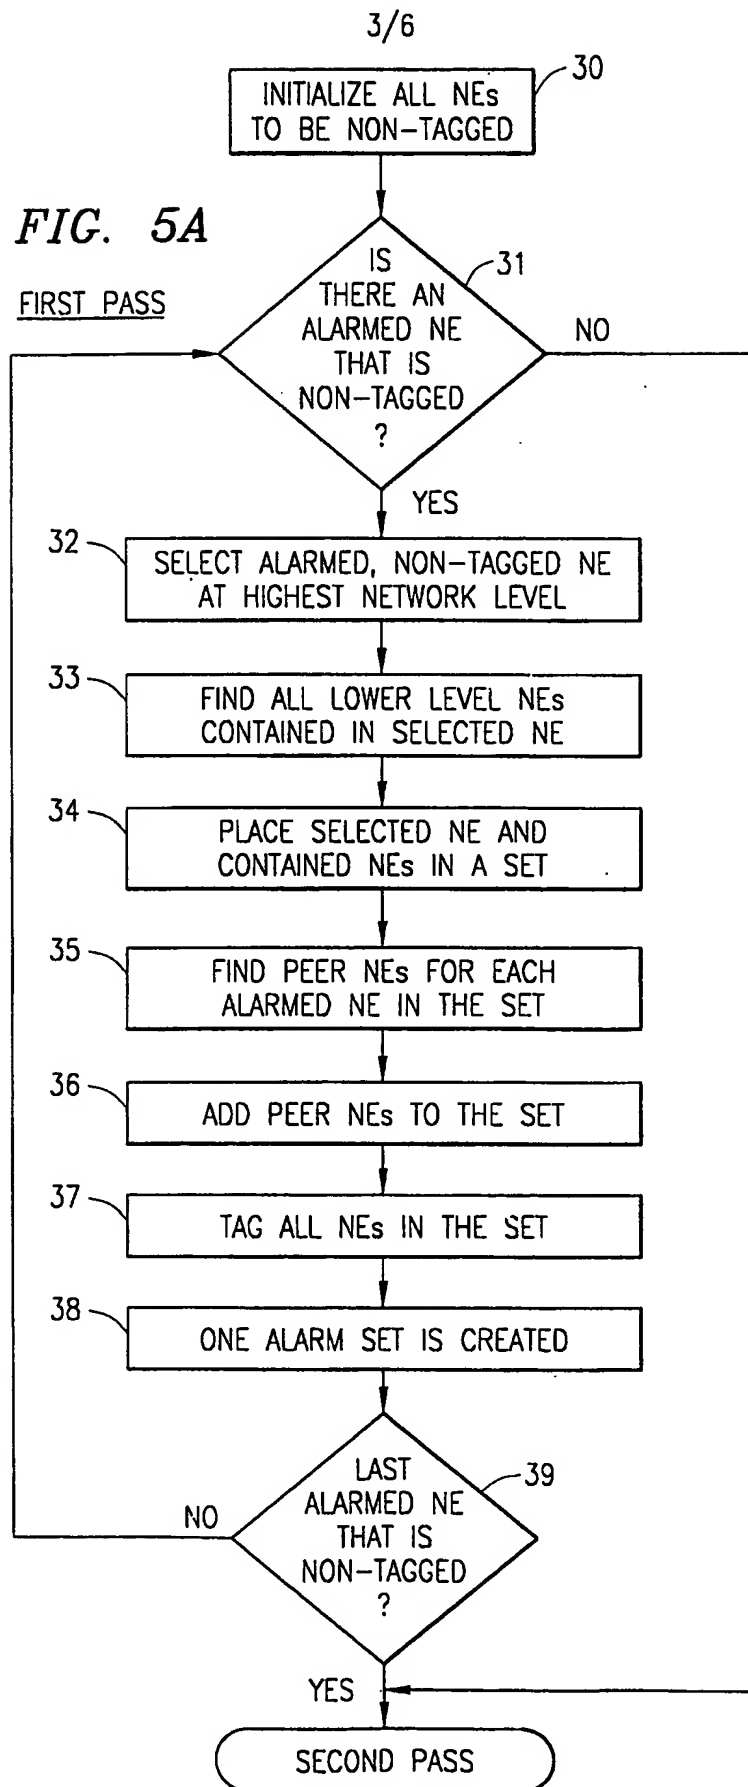 3/6
30
INITIALIZE ALL NEs
TO BE NON-TAGGED
FIG. 5A
FIRST PASS
31
IS
THERE AN
ALARMED NE
THAT IS
NON-TAGGED
?
NO
YES
32
SELECT ALARMED, NON-TAGGED NE
AT HIGHEST NETWORK LEVEL
33
FIND ALL LOWER LEVEL NEs
CONTAINED IN SELECTED NE
34
PLACE SELECTED NE AND
CONTAINED NEs IN A SET
35
FIND PEER NEs FOR EACH
ALARMED NE IN THE SET
36
ADD PEER NEs TO THE SET
37
TAG ALL NEs IN THE SET
38
ONE ALARM SET IS CREATED
39
LAST
ALARMED NE
THAT IS
NON-TAGGED
?
NO
YES
SECOND PASS